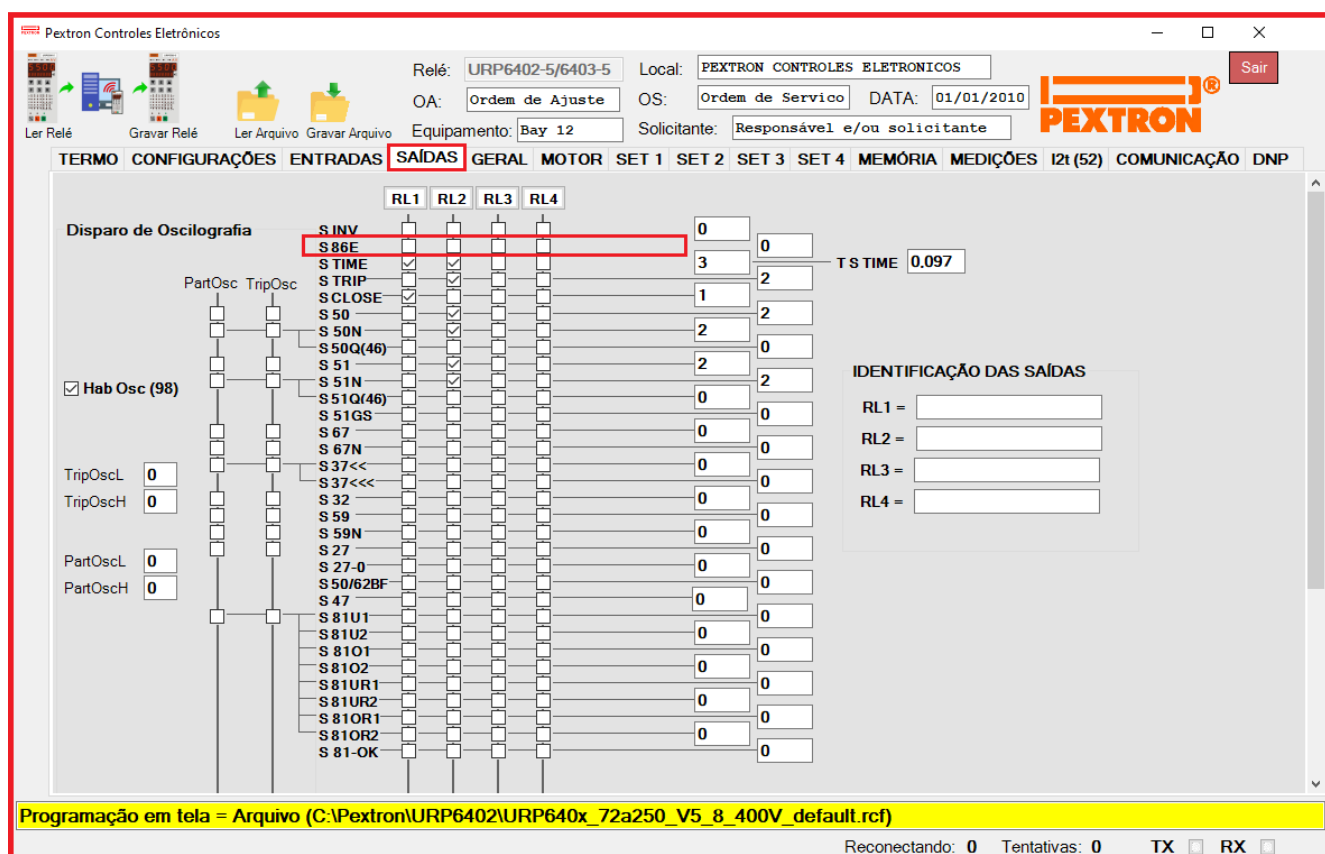 Pextron Controles Eletrônicos
Relé: URP6402-5/6403-5 Local: PEXTRON CONTROLES ELETRONICOS Sair
OA: Ordem de Ajuste OS: Ordem de Servico DATA: 01/01/2010
Ler Relé Gravar Relé Ler Arquivo Gravar Arquivo Equipamento: Bay 12 Solicitante: Responsável e/ou solicitante PEXTRON®
TERMO CONFIGURAÇÕES ENTRADAS SAÍDAS GERAL MOTOR SET 1 SET 2 SET 3 SET 4 MEMÓRIA MEDIÇÕES I2t (52) COMUNICAÇÃO DNP
RL1 RL2 RL3 RL4
Disparo de Oscilografia
PartOsc TripOsc
Hab Osc (98)
TripOscL 0
TripOscH 0
PartOscL 0
PartOscH 0
S INV 0
S 86E 0
S TIME 3 T S TIME 0.097
S TRIP 2
S CLOSE 1
S 50 2
S 50N 2
S 50Q(46) 0
S 51 2
S 51N 2
S 51Q(46) 0
S 51GS 0
S 67 0
S 67N 0
S 37<< 0
S 37<<< 0
S 32 0
S 59 0
S 59N 0
S 27 0
S 27-0 0
S 50/62BF 0
S 47 0
S 81U1 0
S 81U2 0
S 81O1 0
S 81O2 0
S 81UR1 0
S 81UR2 0
S 81OR1 0
S 81OR2 0
S 81-OK 0
IDENTIFICAÇÃO DAS SAÍDAS
RL1 =
RL2 =
RL3 =
RL4 =
Programação em tela = Arquivo (C:\Pextron\URP6402\URP640x_72a250_V5_8_400V_default.rcf)
Reconectando: 0 Tentativas: 0 TX RX